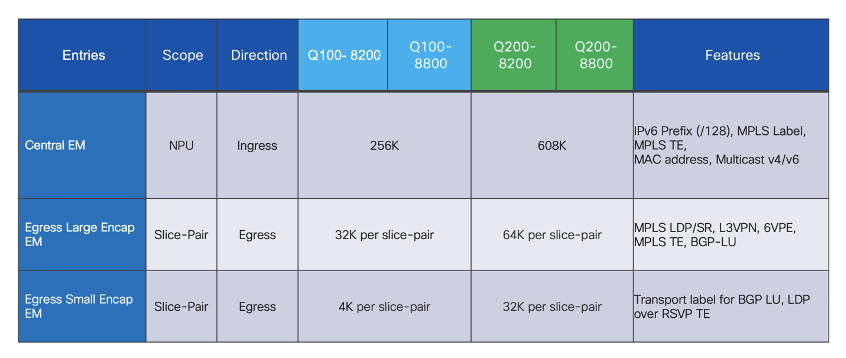 Entries
Scope
Direction
Q100- 8200
Q100-
8800
Q200-
8200
Q200-
8800
Features
Central EM
NPU
Ingress
256K
608K
IPv6 Prefix (/128), MPLS Label,
MPLS TE,
MAC address, Multicast v4/v6
Egress Large Encap
EM
Slice-Pair
Egress
32K per slice-pair
64K per slice-pair
MPLS LDP/SR, L3VPN, 6VPE,
MPLS TE, BGP-LU
Egress Small Encap
EM
Slice-Pair
Egress
4K per slice-pair
32K per slice-pair
Transport label for BGP LU, LDP
over RSVP TE